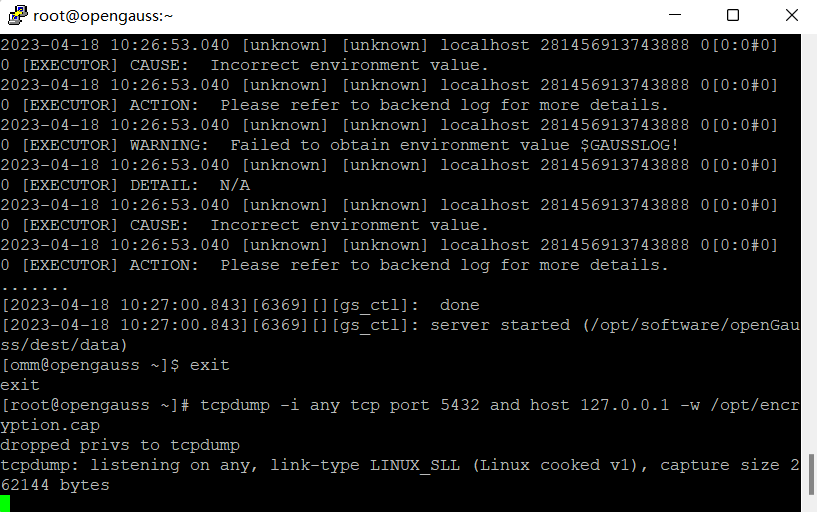 root@opengauss:~
2023-04-18 10:26:53.040 [unknown] [unknown] localhost 281456913743888 0[0:0#0]
0 [EXECUTOR] CAUSE:  Incorrect environment value.
2023-04-18 10:26:53.040 [unknown] [unknown] localhost 281456913743888 0[0:0#0]
0 [EXECUTOR] ACTION:  Please refer to backend log for more details.
2023-04-18 10:26:53.040 [unknown] [unknown] localhost 281456913743888 0[0:0#0]
0 [EXECUTOR] WARNING:  Failed to obtain environment value $GAUSSLOG!
2023-04-18 10:26:53.040 [unknown] [unknown] localhost 281456913743888 0[0:0#0]
0 [EXECUTOR] DETAIL:  N/A
2023-04-18 10:26:53.040 [unknown] [unknown] localhost 281456913743888 0[0:0#0]
0 [EXECUTOR] CAUSE:  Incorrect environment value.
2023-04-18 10:26:53.040 [unknown] [unknown] localhost 281456913743888 0[0:0#0]
0 [EXECUTOR] ACTION:  Please refer to backend log for more details.
.......
[2023-04-18 10:27:00.843][6369][][gs_ctl]:  done
[2023-04-18 10:27:00.843][6369][][gs_ctl]: server started (/opt/software/openGau
ss/dest/data)
[omm@opengauss ~]$ exit
exit
[root@opengauss ~]# tcpdump -i any tcp port 5432 and host 127.0.0.1 -w /opt/encr
yption.cap
dropped privs to tcpdump
tcpdump: listening on any, link-type LINUX_SLL (Linux cooked v1), capture size 2
62144 bytes